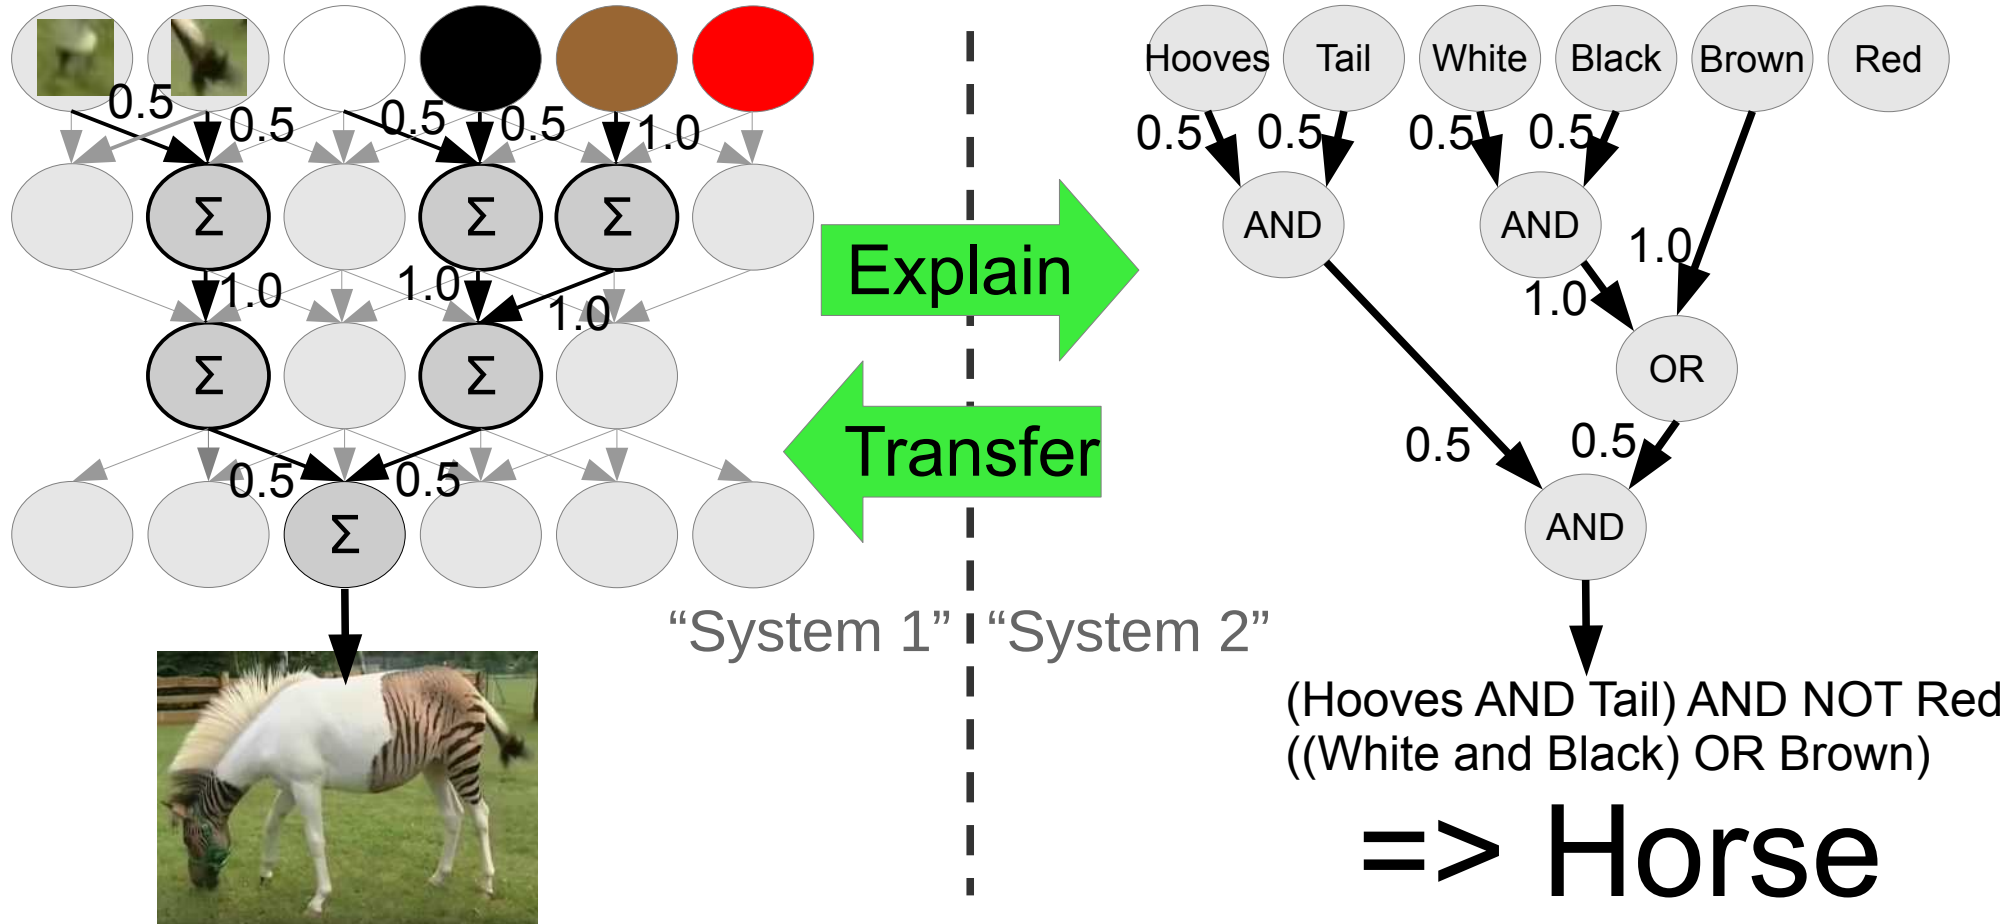 Hooves Tail White Black Brown Red
0.5 0.5 0.5 0.5 1.0
0.5 0.5 0.5 0.5
Σ Σ Σ
AND AND
1.0 1.0 1.0
1.0 1.0
Explain
Σ Σ
OR
Transfer
0.5 0.5
0.5 0.5
Σ
AND
“System 1” “System 2”
(Hooves AND Tail) AND NOT Red
((White and Black) OR Brown)
=> Horse